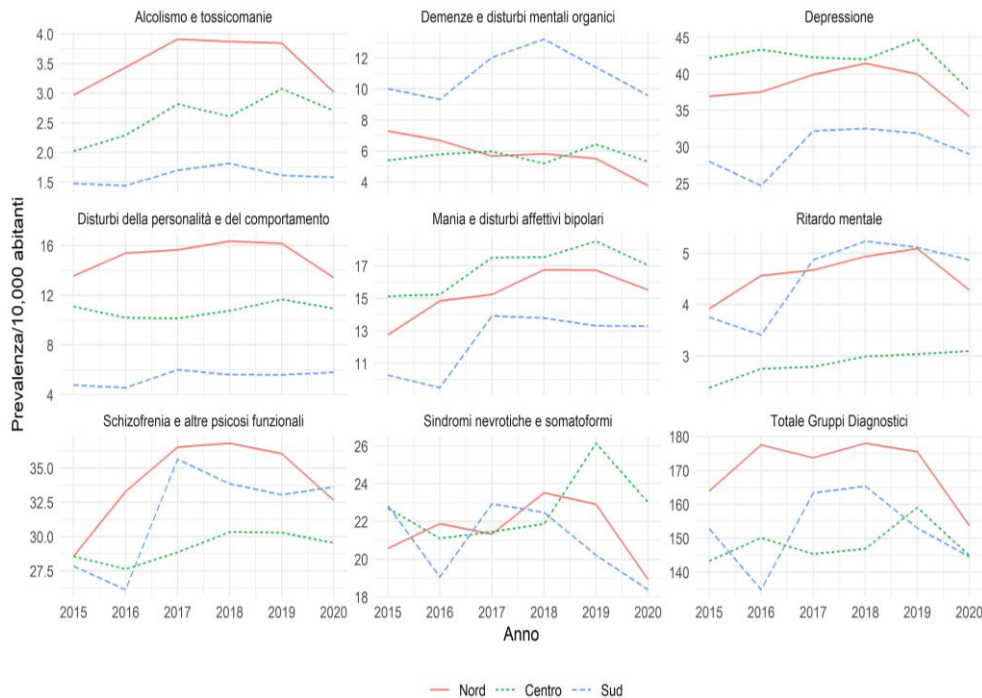 Alcolismo e tossicomanie
Demenze e disturbi mentali organici
Depressione
4.0
3.5
3.0
2.5
2.0
1.5
12
10
8
6
4
45
40
35
30
25
Disturbi della personalità e del comportamento
Mania e disturbi affettivi bipolari
Ritardo mentale
16
12
8
4
17
15
13
11
5
4
3
Prevalenza/10,000 abitanti
Schizofrenia e altre psicosi funzionali
Sindromi nevrotiche e somatoformi
Totale Gruppi Diagnostici
35.0
32.5
30.0
27.5
26
24
22
20
18
180
170
160
150
140
2015 2016 2017 2018 2019 2020
2015 2016 2017 2018 2019 2020
2015 2016 2017 2018 2019 2020
Anno
Nord Centro Sud